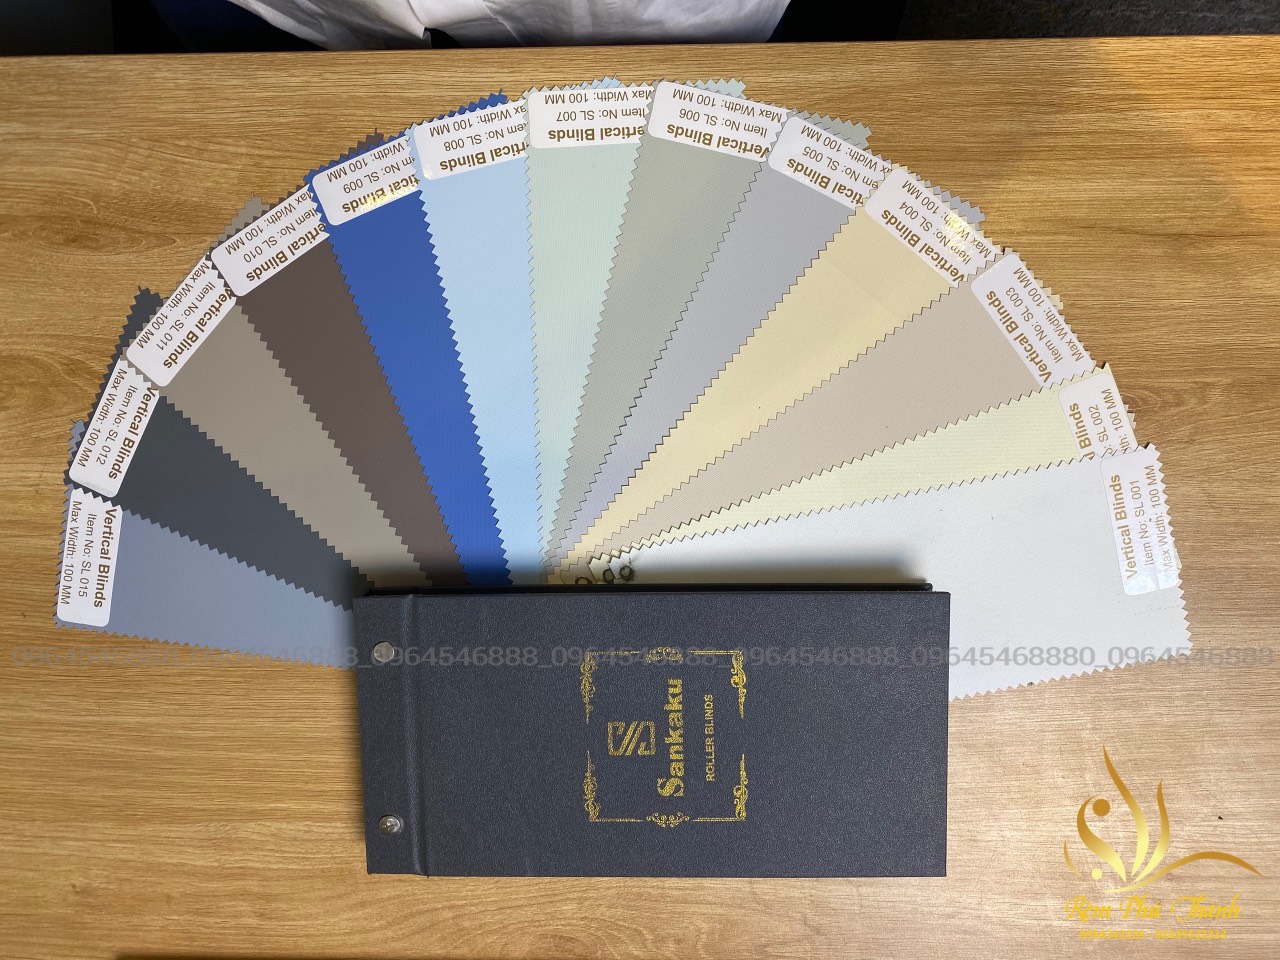 Vertical Blinds
Item No: SL 015
Max Width: 100 MM
Vertical Blinds
Item No: SL 012
Max Width: 100 MM
Vertical Blinds
Item No: SL 011
Max Width: 100 MM
Vertical Blinds
Item No: SL 010
Max Width: 100 MM
Vertical Blinds
Item No: SL 009
Max Width: 100 MM
Vertical Blinds
Item No: SL 008
Max Width: 100 MM
Vertical Blinds
Item No: SL 007
Max Width: 100 MM
Vertical Blinds
Item No: SL 006
Max Width: 100 MM
Vertical Blinds
Item No: SL 005
Max Width: 100 MM
Vertical Blinds
Item No: SL 004
Max Width: 100 MM
Vertical Blinds
Item No: SL 003
Max Width: 100 MM
Blinds
SL 002
100 MM
Vertical Blinds
Item No: SL 001
Max Width: 100 MM
Sankaku
ROLLER BLINDS
0964546888_0964546888_09645468880_0964546888
Rèm Phú Thành